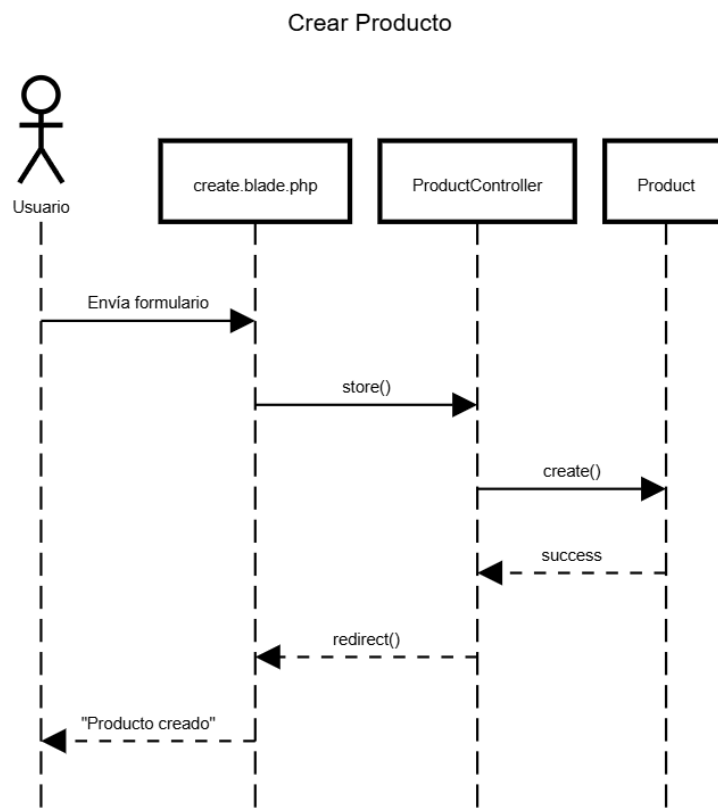 Crear Producto
Usuario
create.blade.php
ProductController
Product
Envía formulario
store()
create()
success
redirect()
"Producto creado"